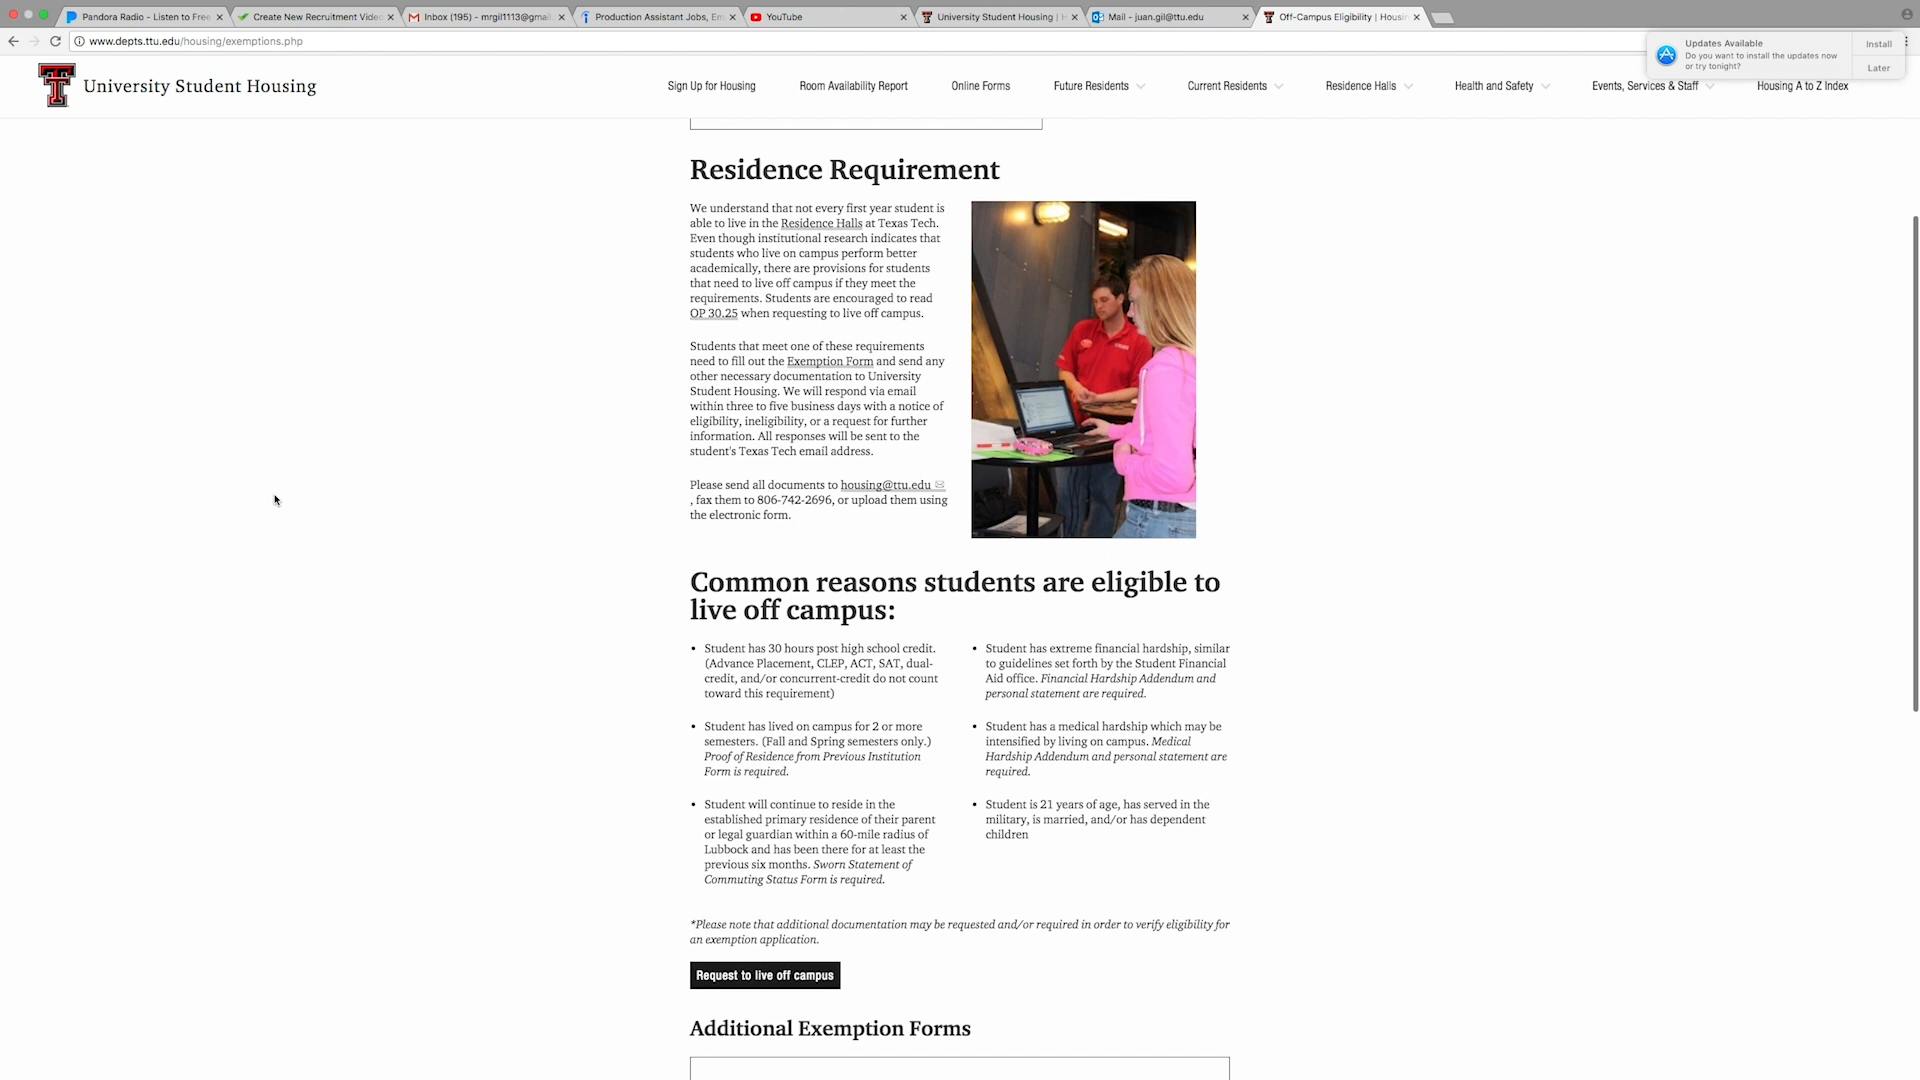 Pandora Radio - Listen to Free
Create New Recruitment Video
Inbox (195) - mrgil1113@gmail
Production Assistant Jobs, Em
YouTube
University Student Housing | H
Mail - juan.gil@ttu.edu
Off-Campus Eligibility | Housin
www.depts.ttu.edu/housing/exemptions.php
Updates Available
Do you want to install the updates now
or try tonight?
Install
Later
University Student Housing
Sign Up for Housing
Room Availability Report
Online Forms
Future Residents
Current Residents
Residence Halls
Health and Safety
Events, Services & Staff
Housing A to Z Index
Residence Requirement
We understand that not every first year student is
able to live in the Residence Halls at Texas Tech.
Even though institutional research indicates that
students who live on campus perform better
academically, there are provisions for students
that need to live off campus if they meet the
requirements. Students are encouraged to read
OP 30.25 when requesting to live off campus.
Students that meet one of these requirements
need to fill out the Exemption Form and send any
other necessary documentation to University
Student Housing. We will respond via email
within three to five business days with a notice of
eligibility, ineligibility, or a request for further
information. All responses will be sent to the
student's Texas Tech email address.
Please send all documents to housing@ttu.edu
, fax them to 806-742-2696, or upload them using
the electronic form.
Common reasons students are eligible to
live off campus:
• Student has 30 hours post high school credit.
(Advance Placement, CLEP, ACT, SAT, dual-
credit, and/or concurrent-credit do not count
toward this requirement)
• Student has lived on campus for 2 or more
semesters. (Fall and Spring semesters only.)
Proof of Residence from Previous Institution
Form is required.
• Student will continue to reside in the
established primary residence of their parent
or legal guardian within a 60-mile radius of
Lubbock and has been there for at least the
previous six months. Sworn Statement of
Commuting Status Form is required.
• Student has extreme financial hardship, similar
to guidelines set forth by the Student Financial
Aid office. Financial Hardship Addendum and
personal statement are required.
• Student has a medical hardship which may be
intensified by living on campus. Medical
Hardship Addendum and personal statement are
required.
• Student is 21 years of age, has served in the
military, is married, and/or has dependent
children
*Please note that additional documentation may be requested and/or required in order to verify eligibility for
an exemption application.
Request to live off campus
Additional Exemption Forms